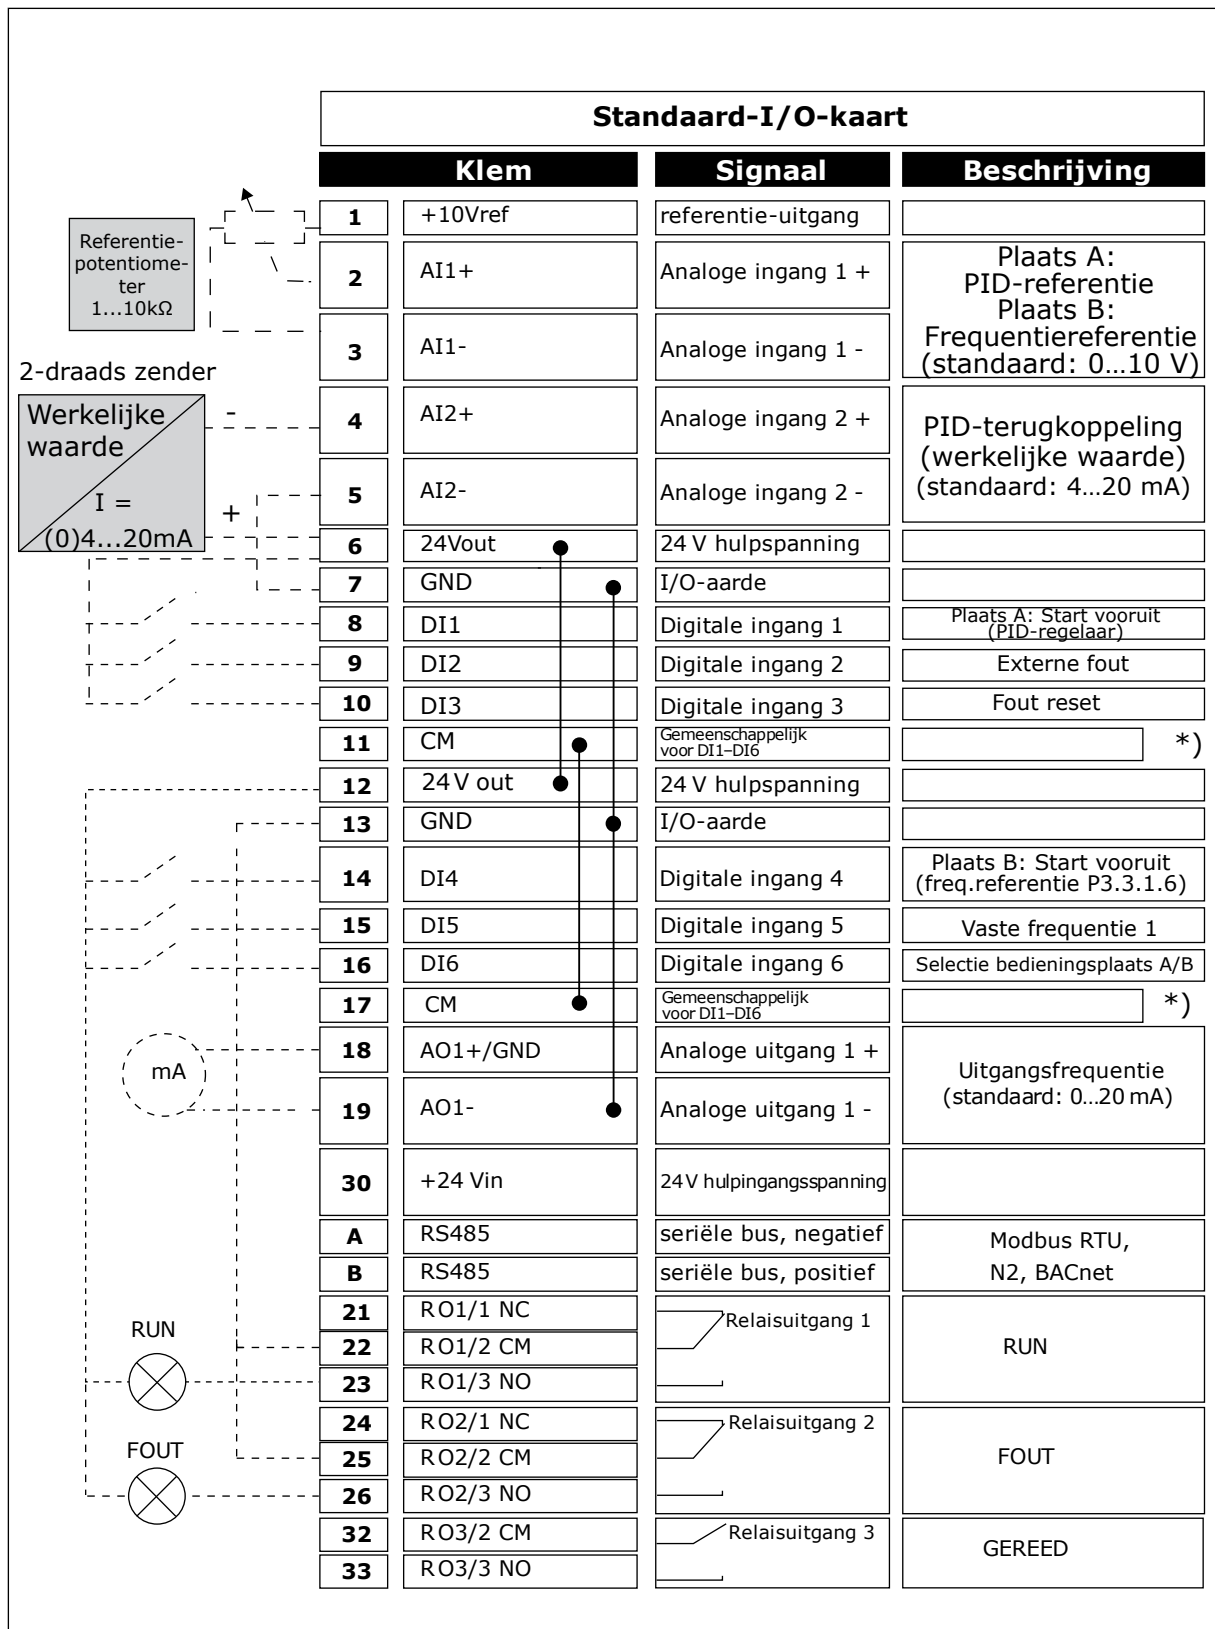 Standaard-I/O-kaart
Klem Signaal Beschrijving
Referentie-
potentiome-
ter
1...10kΩ
1 +10Vref referentie-uitgang
2 AI1+ Analoge ingang 1 +
3 AI1- Analoge ingang 1 -
Plaats A:
PID-referentie
Plaats B:
Frequentiereferentie
(standaard: 0...10 V)
2-draads zender
Werkelijke
waarde
I =
(0)4...20mA
-
+
4 AI2+ Analoge ingang 2 +
5 AI2- Analoge ingang 2 -
PID-terugkoppeling
(werkelijke waarde)
(standaard: 4...20 mA)
6 24Vout 24 V hulpspanning
7 GND I/O-aarde
8 DI1 Digitale ingang 1
Plaats A: Start vooruit
(PID-regelaar)
9 DI2 Digitale ingang 2 Externe fout
10 DI3 Digitale ingang 3 Fout reset
11 CM
Gemeenschappelijk
voor DI1–DI6
*)
12 24 V out 24 V hulpspanning
13 GND I/O-aarde
14 DI4 Digitale ingang 4
Plaats B: Start vooruit
(freq.referentie P3.3.1.6)
15 DI5 Digitale ingang 5 Vaste frequentie 1
16 DI6 Digitale ingang 6 Selectie bedieningsplaats A/B
17 CM
Gemeenschappelijk
voor DI1–DI6
*)
mA
18 AO1+/GND Analoge uitgang 1 +
19 AO1- Analoge uitgang 1 -
Uitgangsfrequentie
(standaard: 0...20 mA)
30 +24 Vin 24 V hulpingangsspanning
A RS485 seriële bus, negatief
B RS485 seriële bus, positief
Modbus RTU,
N2, BACnet
RUN
21 RO1/1 NC Relaisuitgang 1
22 RO1/2 CM RUN
23 RO1/3 NO
FOUT
24 RO2/1 NC Relaisuitgang 2
25 RO2/2 CM FOUT
26 RO2/3 NO
32 RO3/2 CM Relaisuitgang 3
33 RO3/3 NO
GEREED